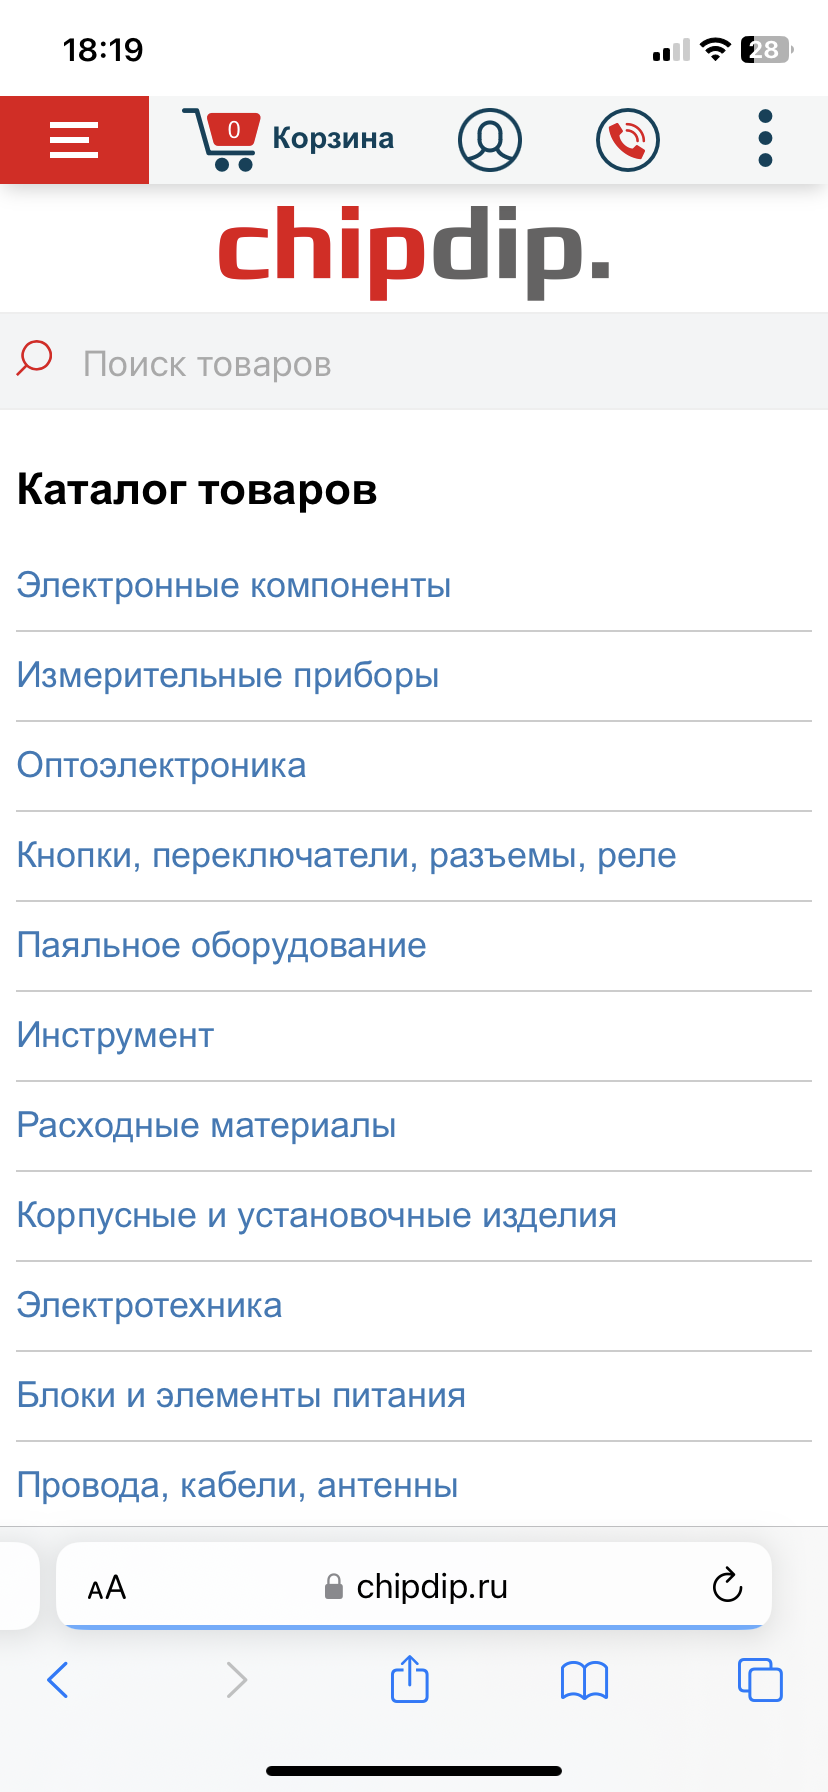 18:19
28
0
Корзина
chipdip.
Поиск товаров
Каталог товаров
Электронные компоненты
Измерительные приборы
Оптоэлектроника
Кнопки, переключатели, разъемы, реле
Паяльное оборудование
Инструмент
Расходные материалы
Корпусные и установочные изделия
Электротехника
Блоки и элементы питания
Провода, кабели, антенны
AA
chipdip.ru